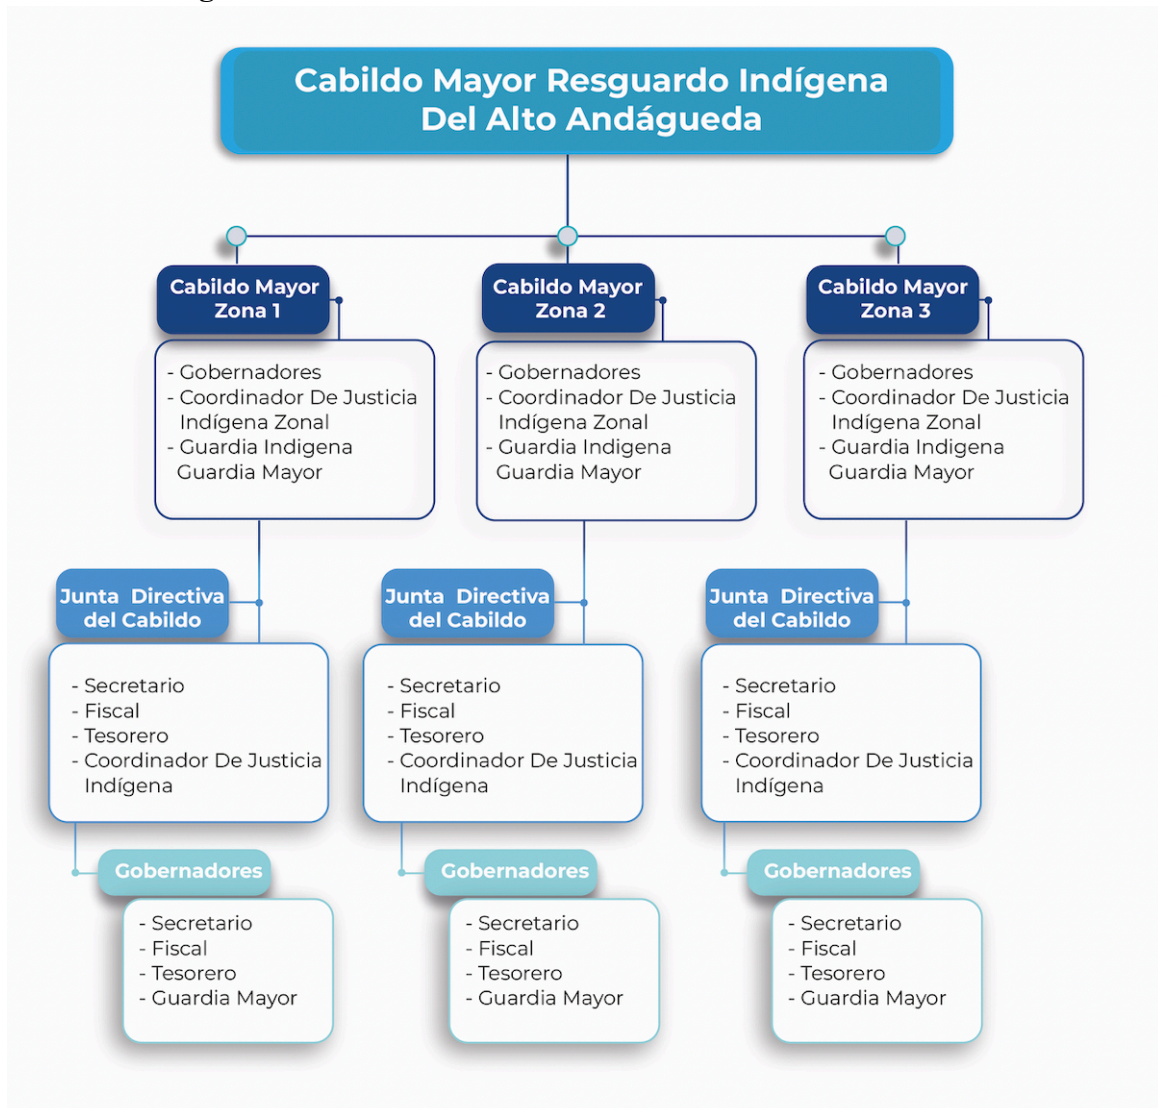 Cabildo Mayor Resguardo Indígena
Del Alto Andágueda
Cabildo Mayor
Zona 1
- Gobernadores
- Coordinador De Justicia
Indígena Zonal
- Guardia Indigena
Guardia Mayor
Cabildo Mayor
Zona 2
- Gobernadores
- Coordinador De Justicia
Indígena Zonal
- Guardia Indigena
Guardia Mayor
Cabildo Mayor
Zona 3
- Gobernadores
- Coordinador De Justicia
Indígena Zonal
- Guardia Indigena
Guardia Mayor
Junta Directiva
del Cabildo
- Secretario
- Fiscal
- Tesorero
- Coordinador De Justicia
Indígena
Junta Directiva
del Cabildo
- Secretario
- Fiscal
- Tesorero
- Coordinador De Justicia
Indígena
Junta Directiva
del Cabildo
- Secretario
- Fiscal
- Tesorero
- Coordinador De Justicia
Indígena
Gobernadores
- Secretario
- Fiscal
- Tesorero
- Guardia Mayor
Gobernadores
- Secretario
- Fiscal
- Tesorero
- Guardia Mayor
Gobernadores
- Secretario
- Fiscal
- Tesorero
- Guardia Mayor